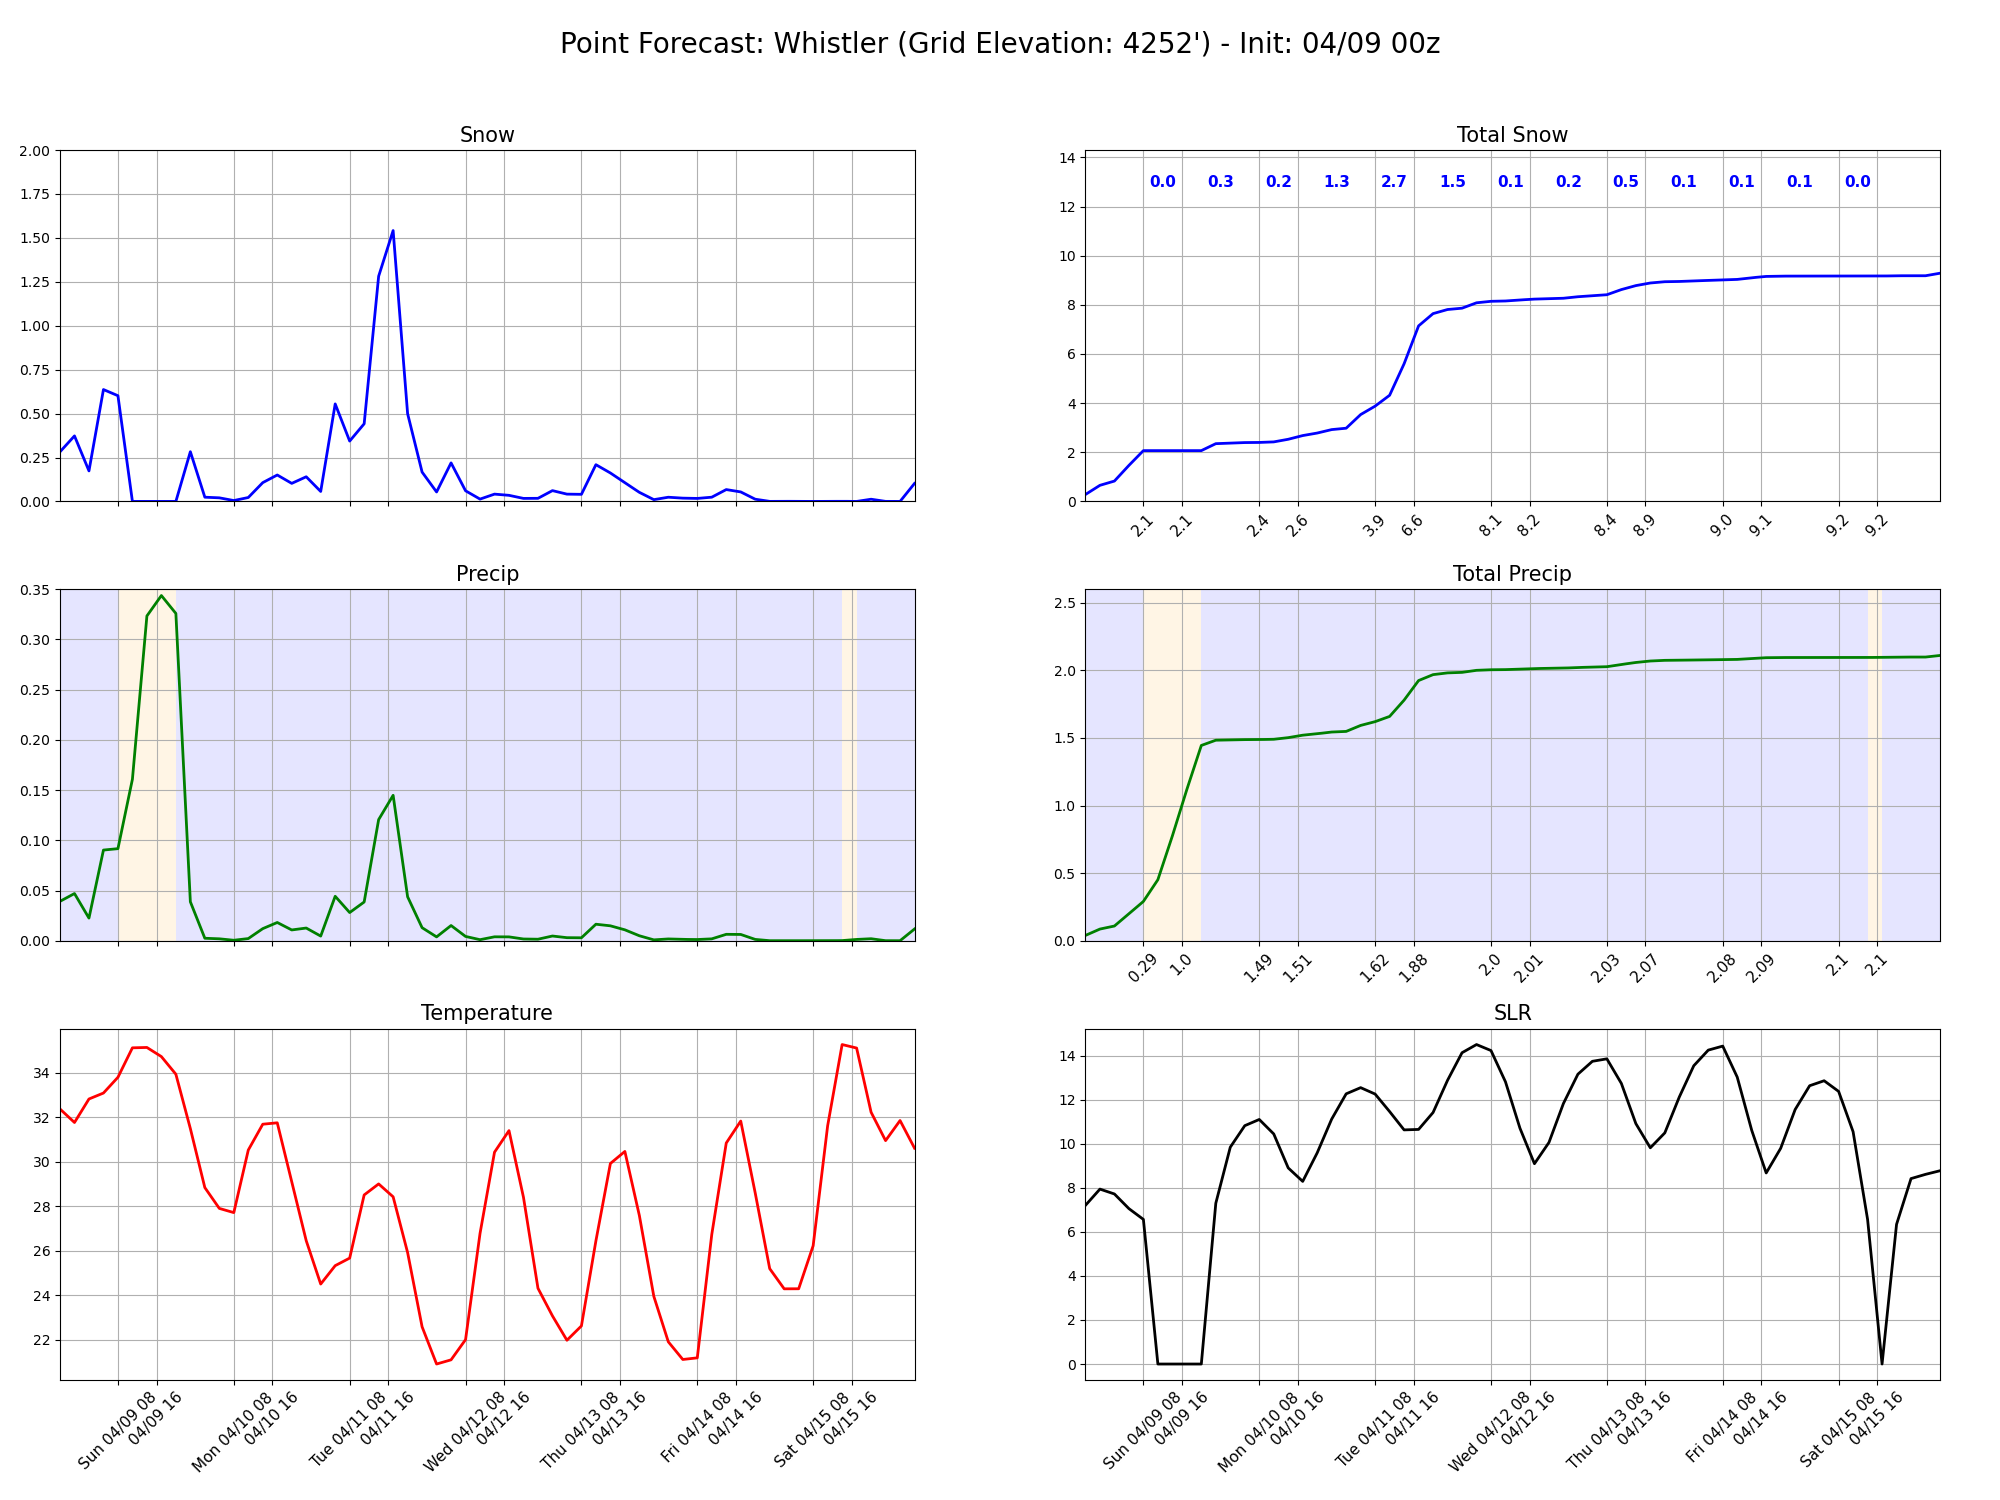 Point Forecast: Whistler (Grid Elevation: 4252') - Init: 04/09 00z
Snow
2.00
1.75
1.50
1.25
1.00
0.75
0.50
0.25
0.00
Total Snow
14
12
10
8
6
4
2
0
0.0 0.3 0.2 1.3 2.7 1.5 0.1 0.2 0.5 0.1 0.1 0.1 0.0
2.1 2.1 2.4 2.6 3.9 6.6 8.1 8.2 8.4 8.9 9.0 9.1 9.2 9.2
Precip
0.35
0.30
0.25
0.20
0.15
0.10
0.05
0.00
Total Precip
2.5
2.0
1.5
1.0
0.5
0.0
0.29 1.0 1.49 1.51 1.62 1.88 2.0 2.01 2.03 2.07 2.08 2.09 2.1 2.1
Temperature
34
32
30
28
26
24
22
Sun 04/09 08
04/09 16
Mon 04/10 08
04/10 16
Tue 04/11 08
04/11 16
Wed 04/12 08
04/12 16
Thu 04/13 08
04/13 16
Fri 04/14 08
04/14 16
Sat 04/15 08
04/15 16
SLR
14
12
10
8
6
4
2
0
Sun 04/09 08
04/09 16
Mon 04/10 08
04/10 16
Tue 04/11 08
04/11 16
Wed 04/12 08
04/12 16
Thu 04/13 08
04/13 16
Fri 04/14 08
04/14 16
Sat 04/15 08
04/15 16